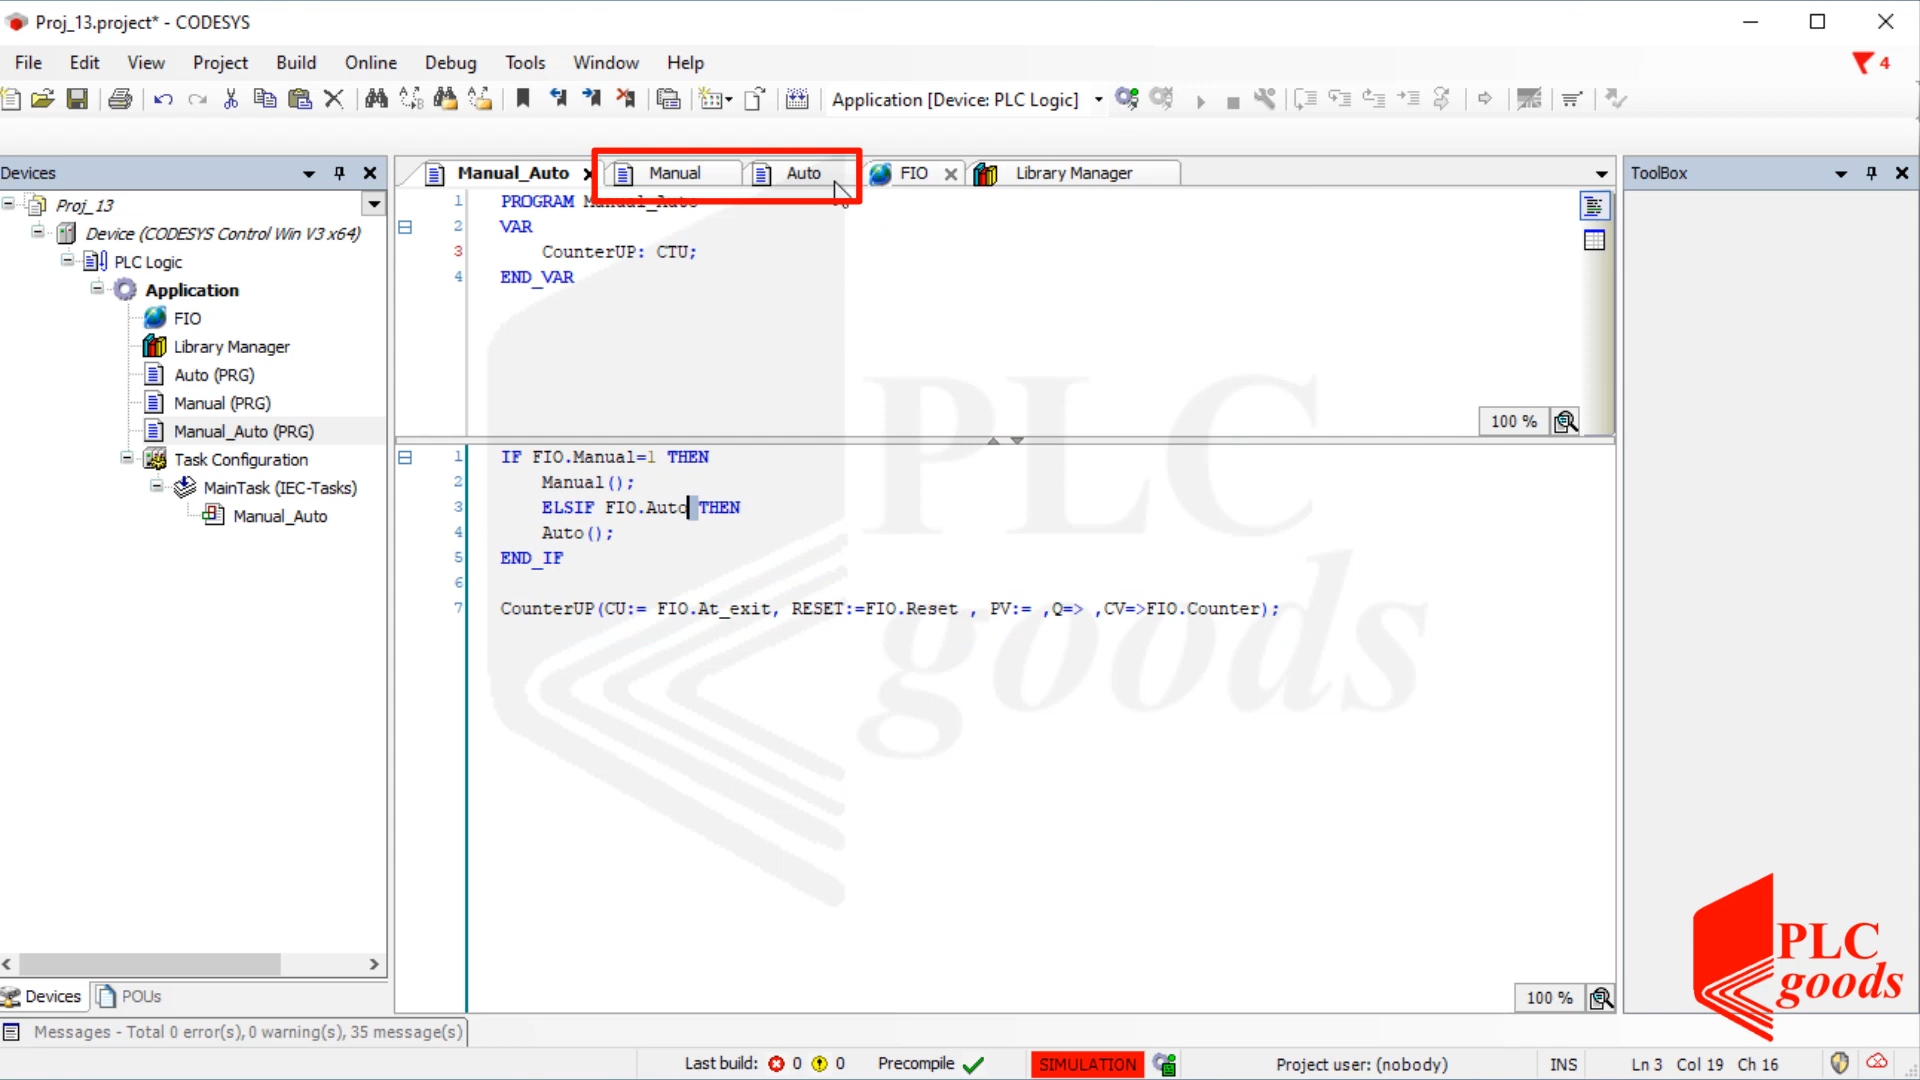 Proj_13.project* - CODESYS
File Edit View Project Build Online Debug Tools Window Help
4
Application [Device: PLC Logic]
Devices
Proj_13
Device (CODESYS Control Win V3 x64)
PLC Logic
Application
FIO
Library Manager
Auto (PRG)
Manual (PRG)
Manual_Auto (PRG)
Task Configuration
MainTask (IEC-Tasks)
Manual_Auto
Devices POUs
Manual_Auto Manual Auto FIO Library Manager
1 PROGRAM Manual_Auto
2 VAR
3 CounterUP: CTU;
4 END_VAR
100 %
1 IF FIO.Manual=1 THEN
2 Manual();
3 ELSIF FIO.Auto THEN
4 Auto();
5 END_IF
6
7 CounterUP(CU:= FIO.At_exit, RESET:=FIO.Reset , PV:= ,Q=> ,CV=>FIO.Counter);
100 %
PLC
goods
ToolBox
PLC
goods
Messages - Total 0 error(s), 0 warning(s), 35 message(s)
Last build: 0 0 Precompile SIMULATION Project user: (nobody) INS Ln 3 Col 19 Ch 16